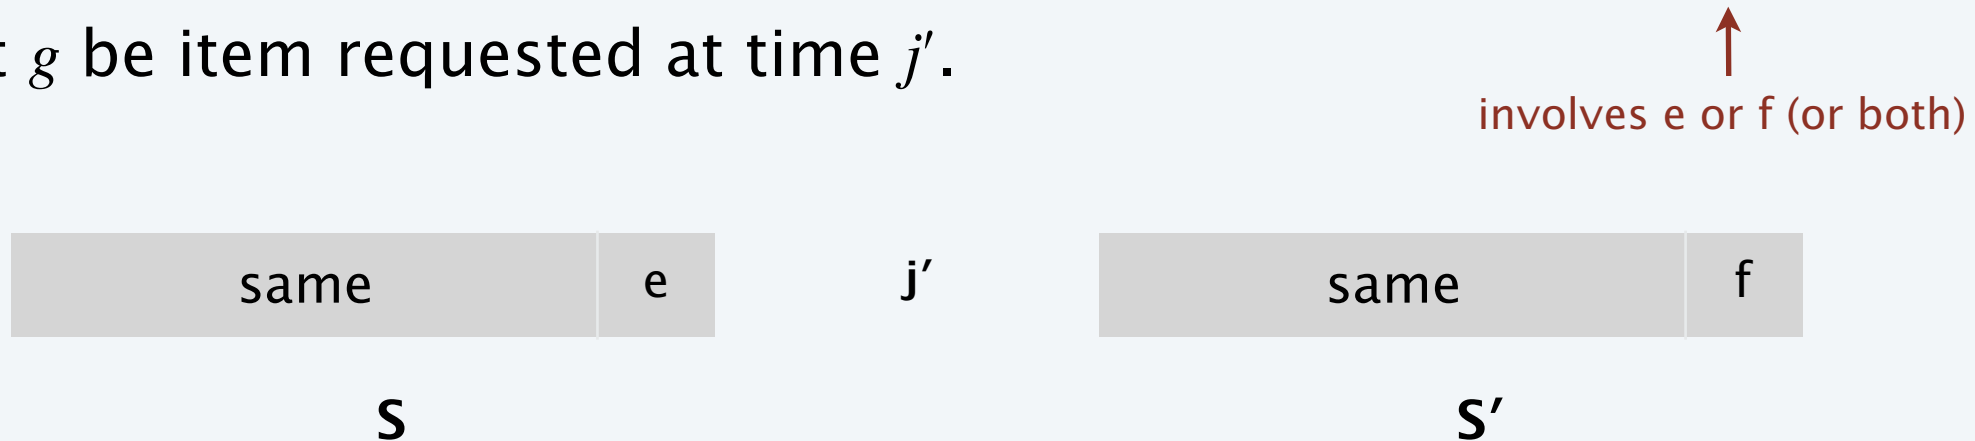 g be item requested at time j′.
involves e or f (or both)
same e j′ same f
S S′